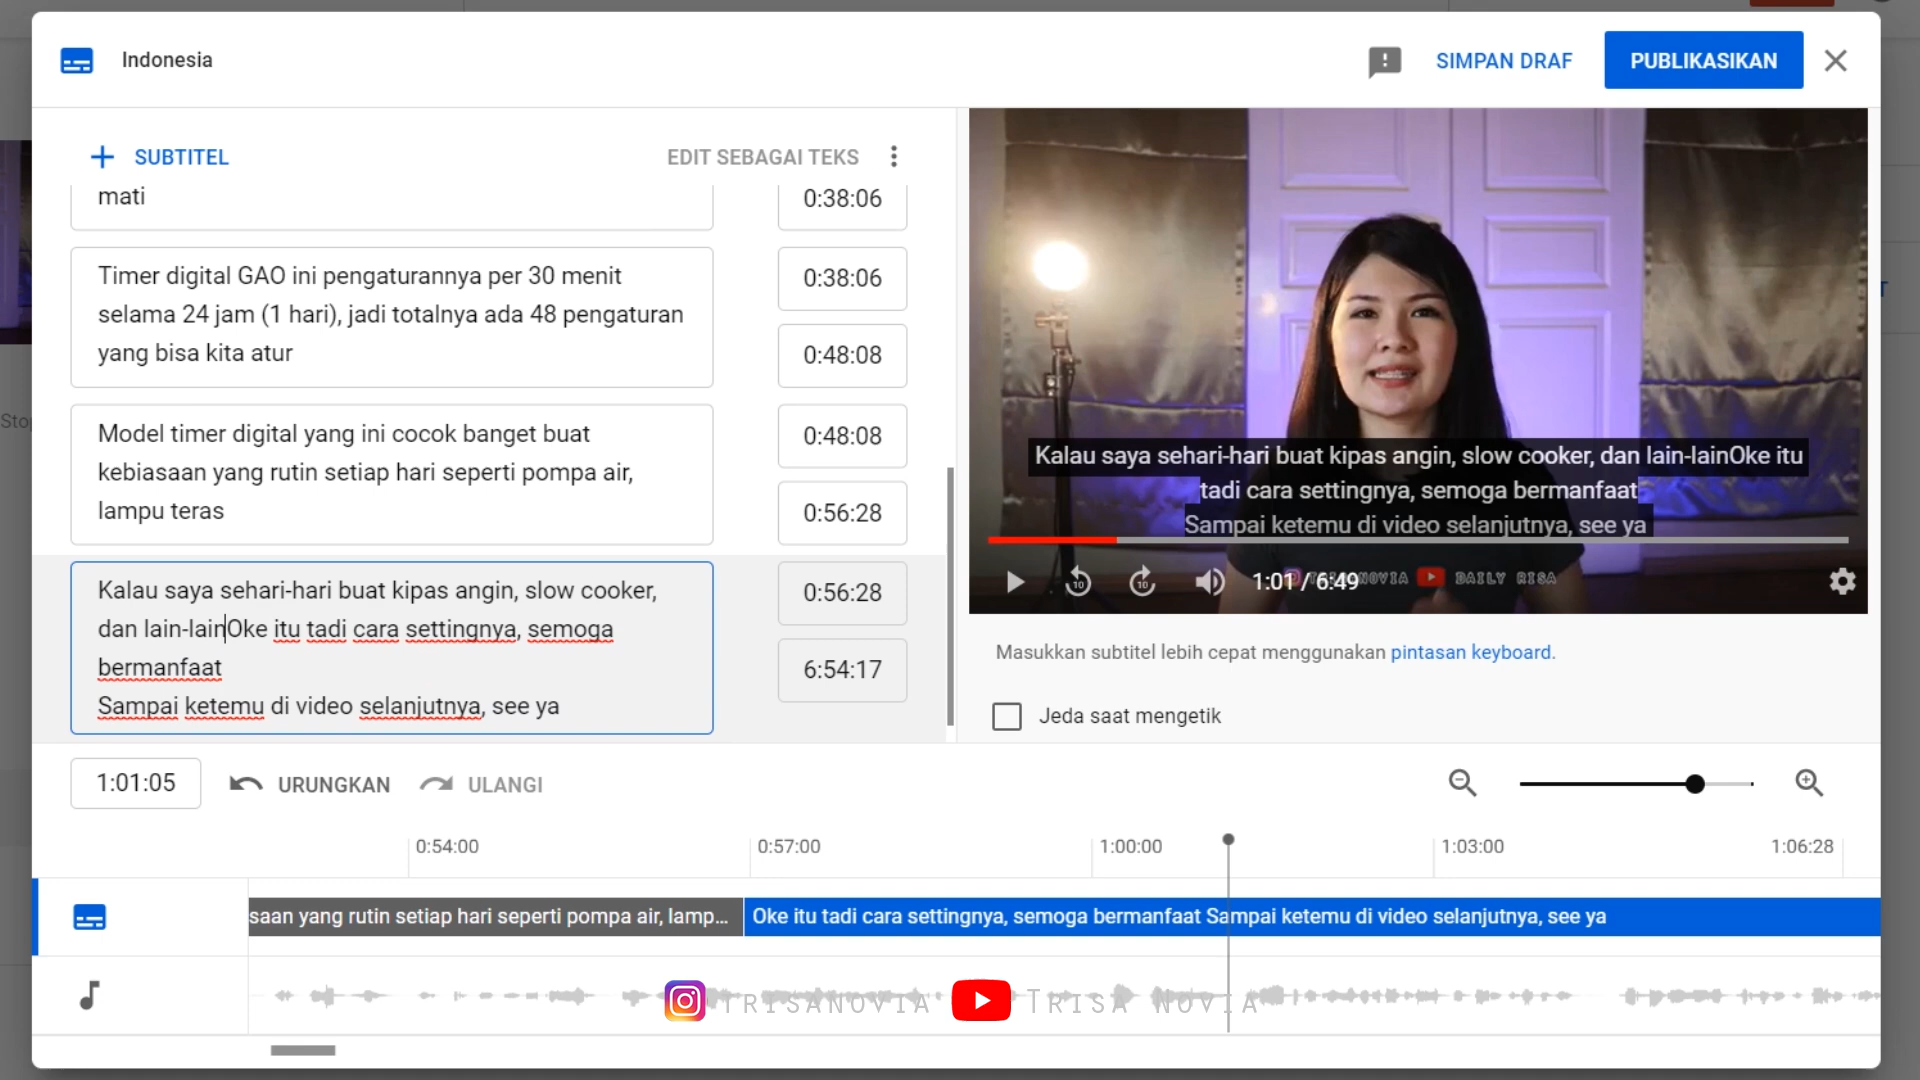 Indonesia
SIMPAN DRAF
PUBLIKASIKAN
SUBTITEL
EDIT SEBAGAI TEKS
mati
0:38:06
Timer digital GAO ini pengaturannya per 30 menit
selama 24 jam (1 hari), jadi totalnya ada 48 pengaturan
yang bisa kita atur
0:38:06
0:48:08
Model timer digital yang ini cocok banget buat
kebiasaan yang rutin setiap hari seperti pompa air,
lampu teras
0:48:08
0:56:28
Kalau saya sehari-hari buat kipas angin, slow cooker,
dan lain-lainOke itu tadi cara settingnya, semoga
bermanfaat
Sampai ketemu di video selanjutnya, see ya
0:56:28
6:54:17
Kalau saya sehari-hari buat kipas angin, slow cooker, dan lain-lainOke itu
tadi cara settingnya, semoga bermanfaat
Sampai ketemu di video selanjutnya, see ya
10
10
1:01 / 6:49
DAILY RISA
Masukkan subtitel lebih cepat menggunakan pintasan keyboard.
Jeda saat mengetik
1:01:05
URUNGKAN
ULANGI
0:54:00
0:57:00
1:00:00
1:03:00
1:06:28
saan yang rutin setiap hari seperti pompa air, lamp...
Oke itu tadi cara settingnya, semoga bermanfaat Sampai ketemu di video selanjutnya, see ya
TRISANOVIA
TRISA NOVIA